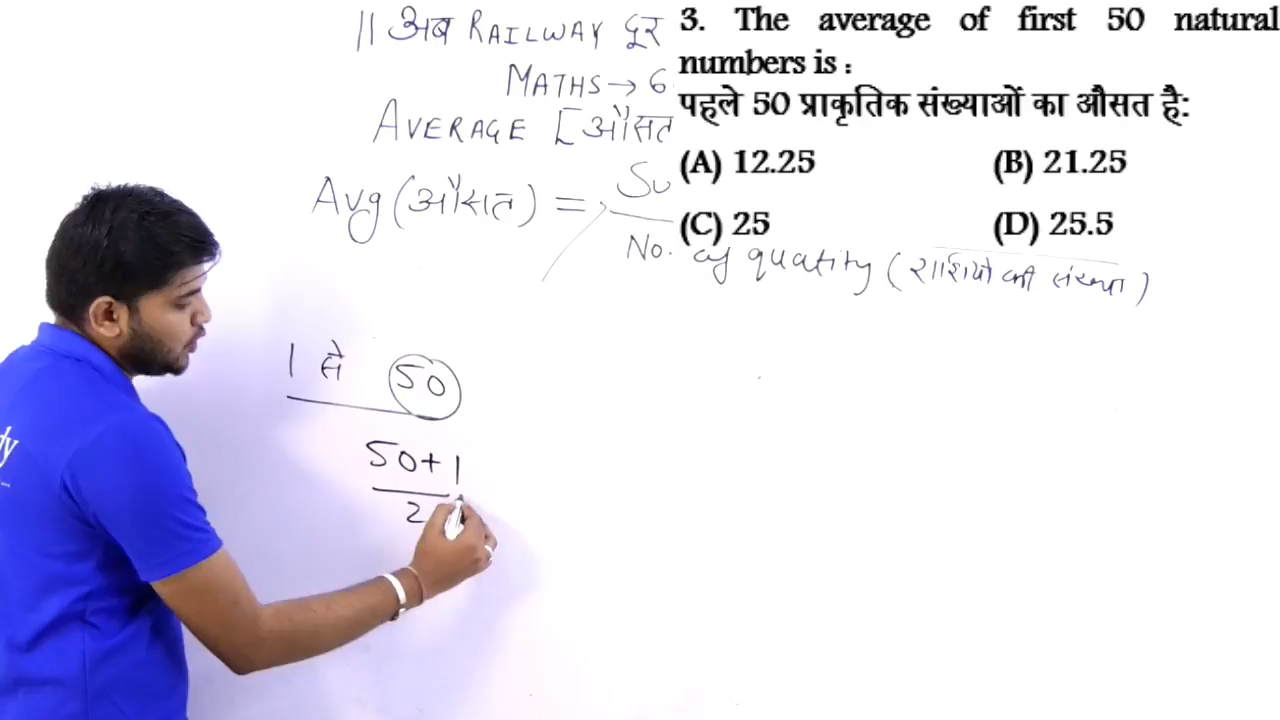 || अब RAILWAY दूर
MATHS → 6
AVERAGE [औसत
Avg (औसत) =
No. of quatity (राशियों की संख्या)
3. The average of first 50 natural
numbers is :
पहले 50 प्राकृतिक संख्याओं का औसत है:
(A) 12.25 (B) 21.25
(C) 25 (D) 25.5
1 से 50
50+1
2
dy